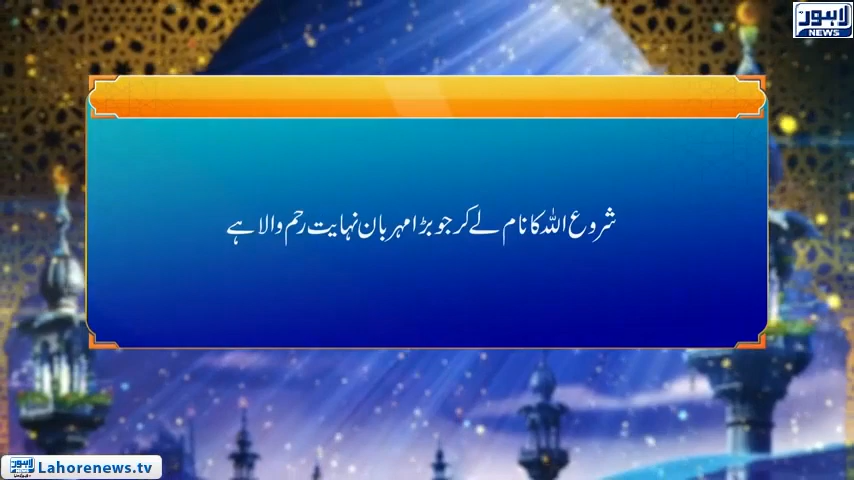 لاہور
NEWS
شروع اللہ کا نام لے کر جو بڑا مہربان نہایت رحم والا ہے
Lahorenews.tv